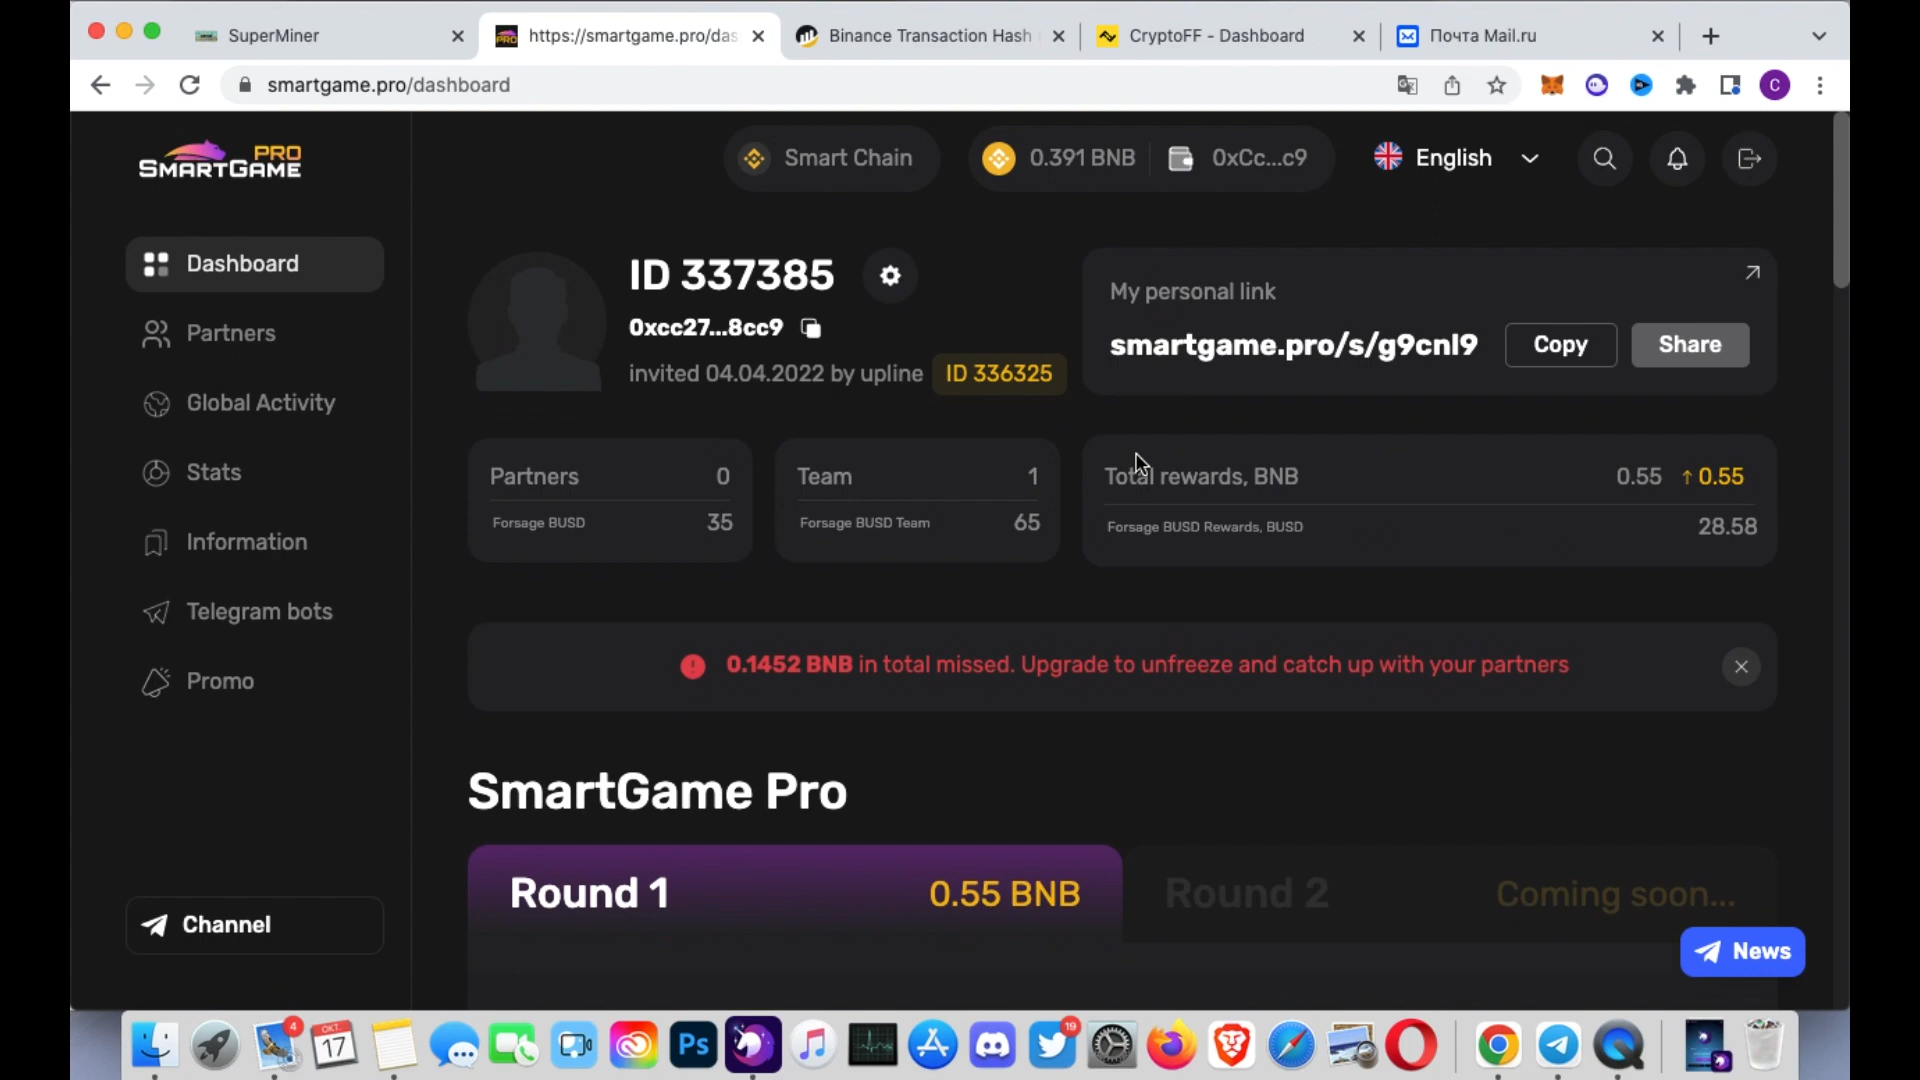 SuperMiner
https://smartgame.pro/das
Binance Transaction Hash
CryptoFF - Dashboard
Почта Mail.ru
smartgame.pro/dashboard
C
PRO
SMARTGAME
Smart Chain
0.391 BNB
0xCc...c9
English
Dashboard
Partners
Global Activity
Stats
Information
Telegram bots
Promo
Channel
ID 337385
0xcc27...8cc9
invited 04.04.2022 by upline ID 336325
My personal link
smartgame.pro/s/g9cnl9
Copy
Share
Partners 0
Forsage BUSD 35
Team 1
Forsage BUSD Team 65
Total rewards, BNB 0.55 ↑ 0.55
Forsage BUSD Rewards, BUSD 28.58
0.1452 BNB in total missed. Upgrade to unfreeze and catch up with your partners
SmartGame Pro
Round 1 0.55 BNB
Round 2 Coming soon...
News
4
ОКТ.
17
Ps
19